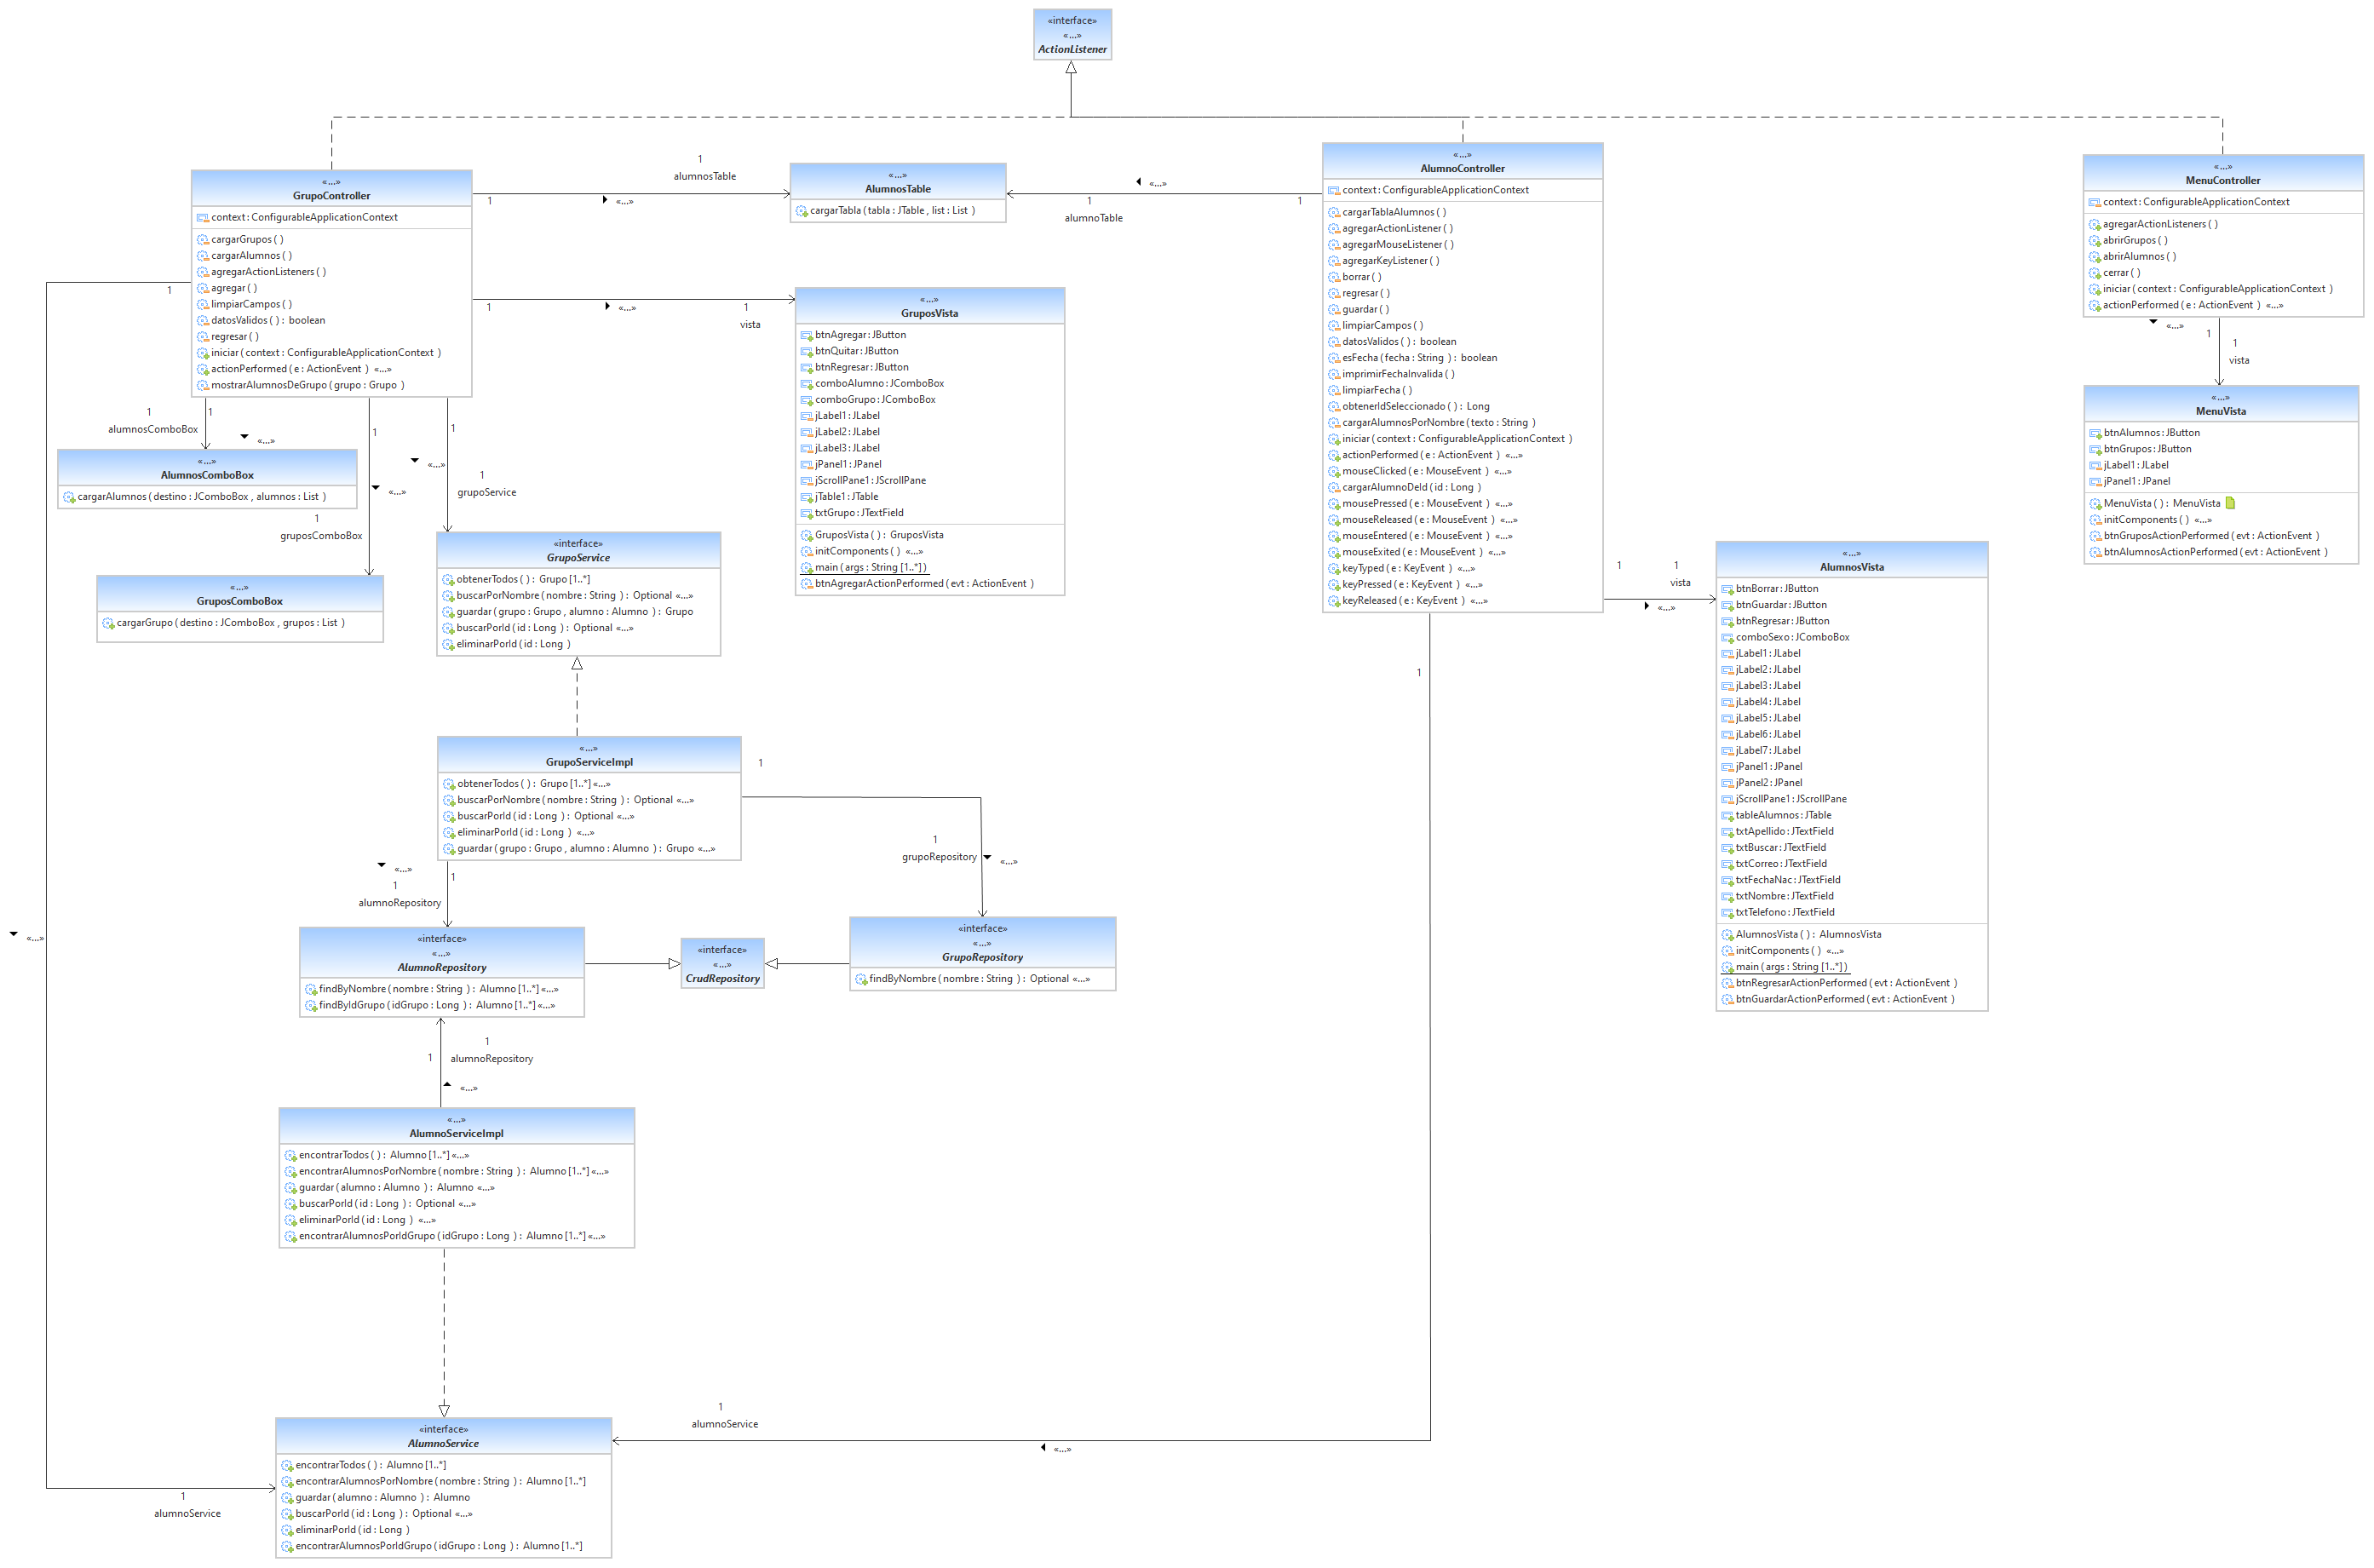 «interface»
«...»
ActionListener
«...»
GrupoController
context : ConfigurableApplicationContext
cargarGrupos ( )
cargarAlumnos ( )
agregarActionListeners ( )
agregar ( )
limpiarCampos ( )
datosValidos ( ) : boolean
regresar ( )
iniciar ( context : ConfigurableApplicationContext )
actionPerformed ( e : ActionEvent ) «...»
mostrarAlumnosDeGrupo ( grupo : Grupo )
1
alumnosTable
1
«...»
«...»
AlumnosTable
cargarTabla ( tabla : JTable , list : List )
«...»
1
1
alumnoTable
«...»
AlumnoController
context : ConfigurableApplicationContext
cargarTablaAlumnos ( )
agregarActionListener ( )
agregarMouseListener ( )
agregarKeyListener ( )
borrar ( )
regresar ( )
guardar ( )
limpiarCampos ( )
datosValidos ( ) : boolean
esFecha ( fecha : String ) : boolean
imprimirFechaInvalida ( )
limpiarFecha ( )
obtenerIdSeleccionado ( ) : Long
cargarAlumnosPorNombre ( texto : String )
iniciar ( context : ConfigurableApplicationContext )
actionPerformed ( e : ActionEvent ) «...»
mouseClicked ( e : MouseEvent ) «...»
cargarAlumnoDeId ( id : Long )
mousePressed ( e : MouseEvent ) «...»
mouseReleased ( e : MouseEvent ) «...»
mouseEntered ( e : MouseEvent ) «...»
mouseExited ( e : MouseEvent ) «...»
keyTyped ( e : KeyEvent ) «...»
keyPressed ( e : KeyEvent ) «...»
keyReleased ( e : KeyEvent ) «...»
«...»
MenuController
context : ConfigurableApplicationContext
agregarActionListeners ( )
abrirGrupos ( )
abrirAlumnos ( )
cerrar ( )
iniciar ( context : ConfigurableApplicationContext )
actionPerformed ( e : ActionEvent ) «...»
«...»
1
1
vista
«...»
MenuVista
btnAlumnos : JButton
btnGrupos : JButton
jLabel1 : JLabel
jPanel1 : JPanel
MenuVista ( ) : MenuVista
initComponents ( ) «...»
btnGruposActionPerformed ( evt : ActionEvent )
btnAlumnosActionPerformed ( evt : ActionEvent )
1
1
«...»
1
vista
«...»
GruposVista
btnAgregar : JButton
btnQuitar : JButton
btnRegresar : JButton
comboAlumno : JComboBox
comboGrupo : JComboBox
jLabel1 : JLabel
jLabel2 : JLabel
jLabel3 : JLabel
jPanel1 : JPanel
jScrollPane1 : JScrollPane
jTable1 : JTable
txtGrupo : JTextField
GruposVista ( ) : GruposVista
initComponents ( ) «...»
main ( args : String [1..*] )
btnAgregarActionPerformed ( evt : ActionEvent )
1
1
alumnosComboBox
«...»
«...»
AlumnosComboBox
cargarAlumnos ( destino : JComboBox , alumnos : List )
1
«...»
1
gruposComboBox
«...»
GruposComboBox
cargarGrupo ( destino : JComboBox , grupos : List )
1
«...»
1
grupoService
«interface»
GrupoService
obtenerTodos ( ) : Grupo [1..*]
buscarPorNombre ( nombre : String ) : Optional «...»
guardar ( grupo : Grupo , alumno : Alumno ) : Grupo
buscarPorId ( id : Long ) : Optional «...»
eliminarPorId ( id : Long )
1
1
vista
«...»
«...»
AlumnosVista
btnBorrar : JButton
btnGuardar : JButton
btnRegresar : JButton
comboSexo : JComboBox
jLabel1 : JLabel
jLabel2 : JLabel
jLabel3 : JLabel
jLabel4 : JLabel
jLabel5 : JLabel
jLabel6 : JLabel
jLabel7 : JLabel
jPanel1 : JPanel
jPanel2 : JPanel
jScrollPane1 : JScrollPane
tableAlumnos : JTable
txtApellido : JTextField
txtBuscar : JTextField
txtCorreo : JTextField
txtFechaNac : JTextField
txtNombre : JTextField
txtTelefono : JTextField
AlumnosVista ( ) : AlumnosVista
initComponents ( ) «...»
main ( args : String [1..*] )
btnRegresarActionPerformed ( evt : ActionEvent )
btnGuardarActionPerformed ( evt : ActionEvent )
1
«...»
GrupoServiceImpl
obtenerTodos ( ) : Grupo [1..*] «...»
buscarPorNombre ( nombre : String ) : Optional «...»
buscarPorId ( id : Long ) : Optional «...»
eliminarPorId ( id : Long ) «...»
guardar ( grupo : Grupo , alumno : Alumno ) : Grupo «...»
1
1
grupoRepository
«...»
«...»
1
1
alumnoRepository
«...»
«interface»
«...»
AlumnoRepository
findByNombre ( nombre : String ) : Alumno [1..*] «...»
findByIdGrupo ( idGrupo : Long ) : Alumno [1..*] «...»
«interface»
«...»
CrudRepository
«interface»
«...»
GrupoRepository
findByNombre ( nombre : String ) : Optional «...»
1
1
alumnoRepository
«...»
«...»
AlumnoServiceImpl
encontrarTodos ( ) : Alumno [1..*] «...»
encontrarAlumnosPorNombre ( nombre : String ) : Alumno [1..*] «...»
guardar ( alumno : Alumno ) : Alumno «...»
buscarPorId ( id : Long ) : Optional «...»
eliminarPorId ( id : Long ) «...»
encontrarAlumnosPorIdGrupo ( idGrupo : Long ) : Alumno [1..*] «...»
1
alumnoService
«...»
«interface»
AlumnoService
encontrarTodos ( ) : Alumno [1..*]
encontrarAlumnosPorNombre ( nombre : String ) : Alumno [1..*]
guardar ( alumno : Alumno ) : Alumno
buscarPorId ( id : Long ) : Optional «...»
eliminarPorId ( id : Long )
encontrarAlumnosPorIdGrupo ( idGrupo : Long ) : Alumno [1..*]
1
alumnoService